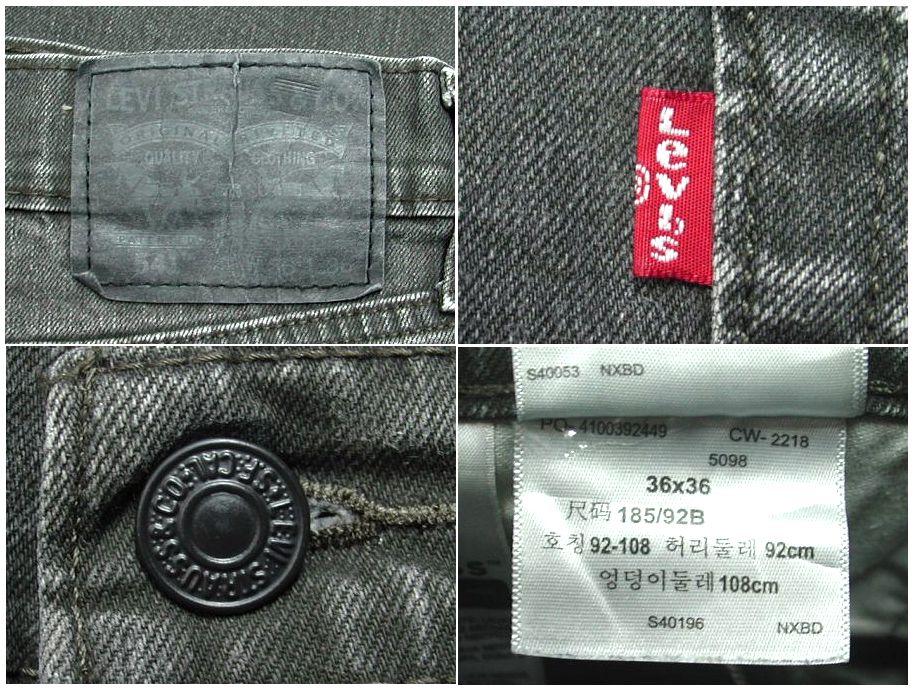 LEVI STRAUSS & CO.
ORIGINAL RIVETED
QUALITY CLOTHING
Levi's
®
LEVI STRAUSS & CO S.F. CAL
S40053 NXBD
PO- 4100392449 CW- 2218
5098
36x36
尺码 185/92B
호칭 92-108 허리둘레 92cm
엉덩이둘레 108cm
S40196 NXBD